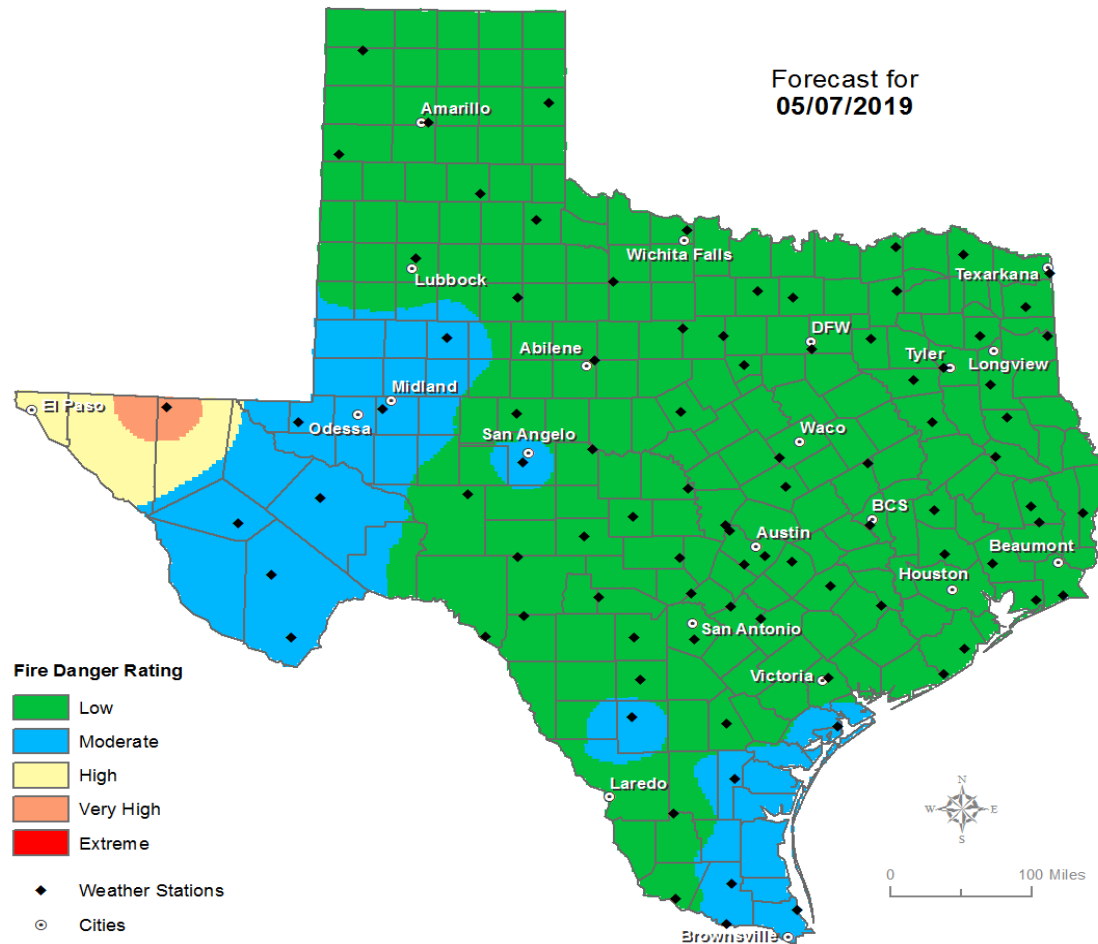 Forecast for
05/07/2019
Amarillo
Wichita Falls
Texarkana
Lubbock
DFW
Abilene
Tyler
Longview
Midland
El Paso
Odessa
San Angelo
Waco
BCS
Austin
Beaumont
Houston
San Antonio
Fire Danger Rating
Victoria
Low
Moderate
High
Laredo
Very High
Extreme
N
W
E
S
0
100 Miles
Weather Stations
Cities
Brownsville